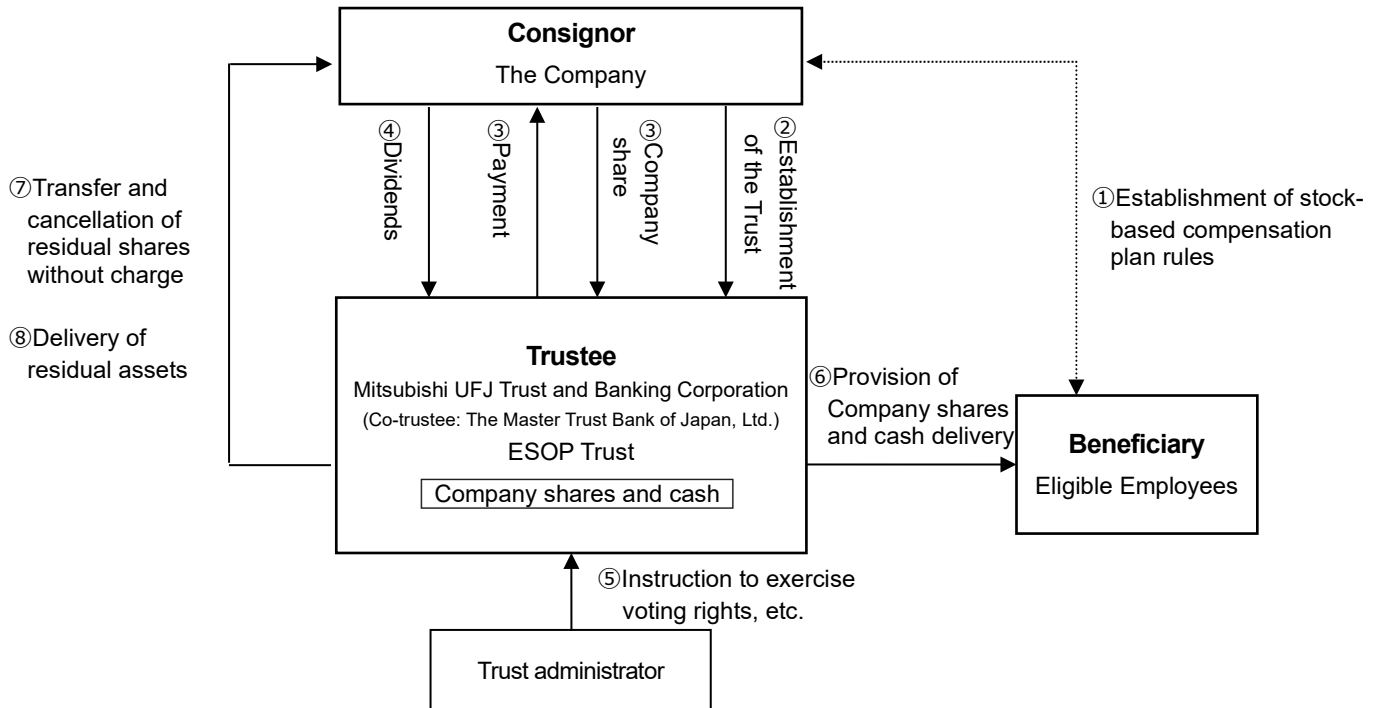 Consignor
The Company
④Dividends
③Payment
③Company
share
②Establishment
of the Trust
⑦Transfer and
cancellation of
residual shares
without charge
①Establishment of stock-
based compensation
plan rules
⑧Delivery of
residual assets
Trustee
Mitsubishi UFJ Trust and Banking Corporation
(Co-trustee: The Master Trust Bank of Japan, Ltd.)
ESOP Trust
Company shares and cash
⑥Provision of
Company shares
and cash delivery
Beneficiary
Eligible Employees
⑤Instruction to exercise
voting rights, etc.
Trust administrator